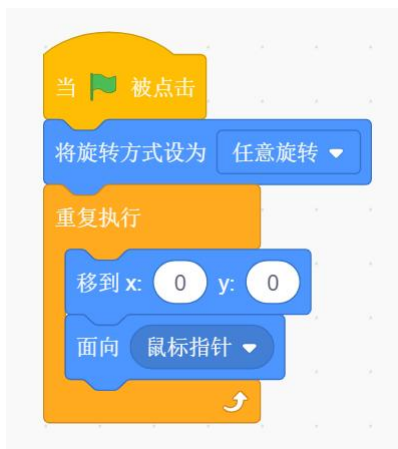 当 被点击
将旋转方式设为 任意旋转
重复执行
移到 x: 0 y: 0
面向 鼠标指针